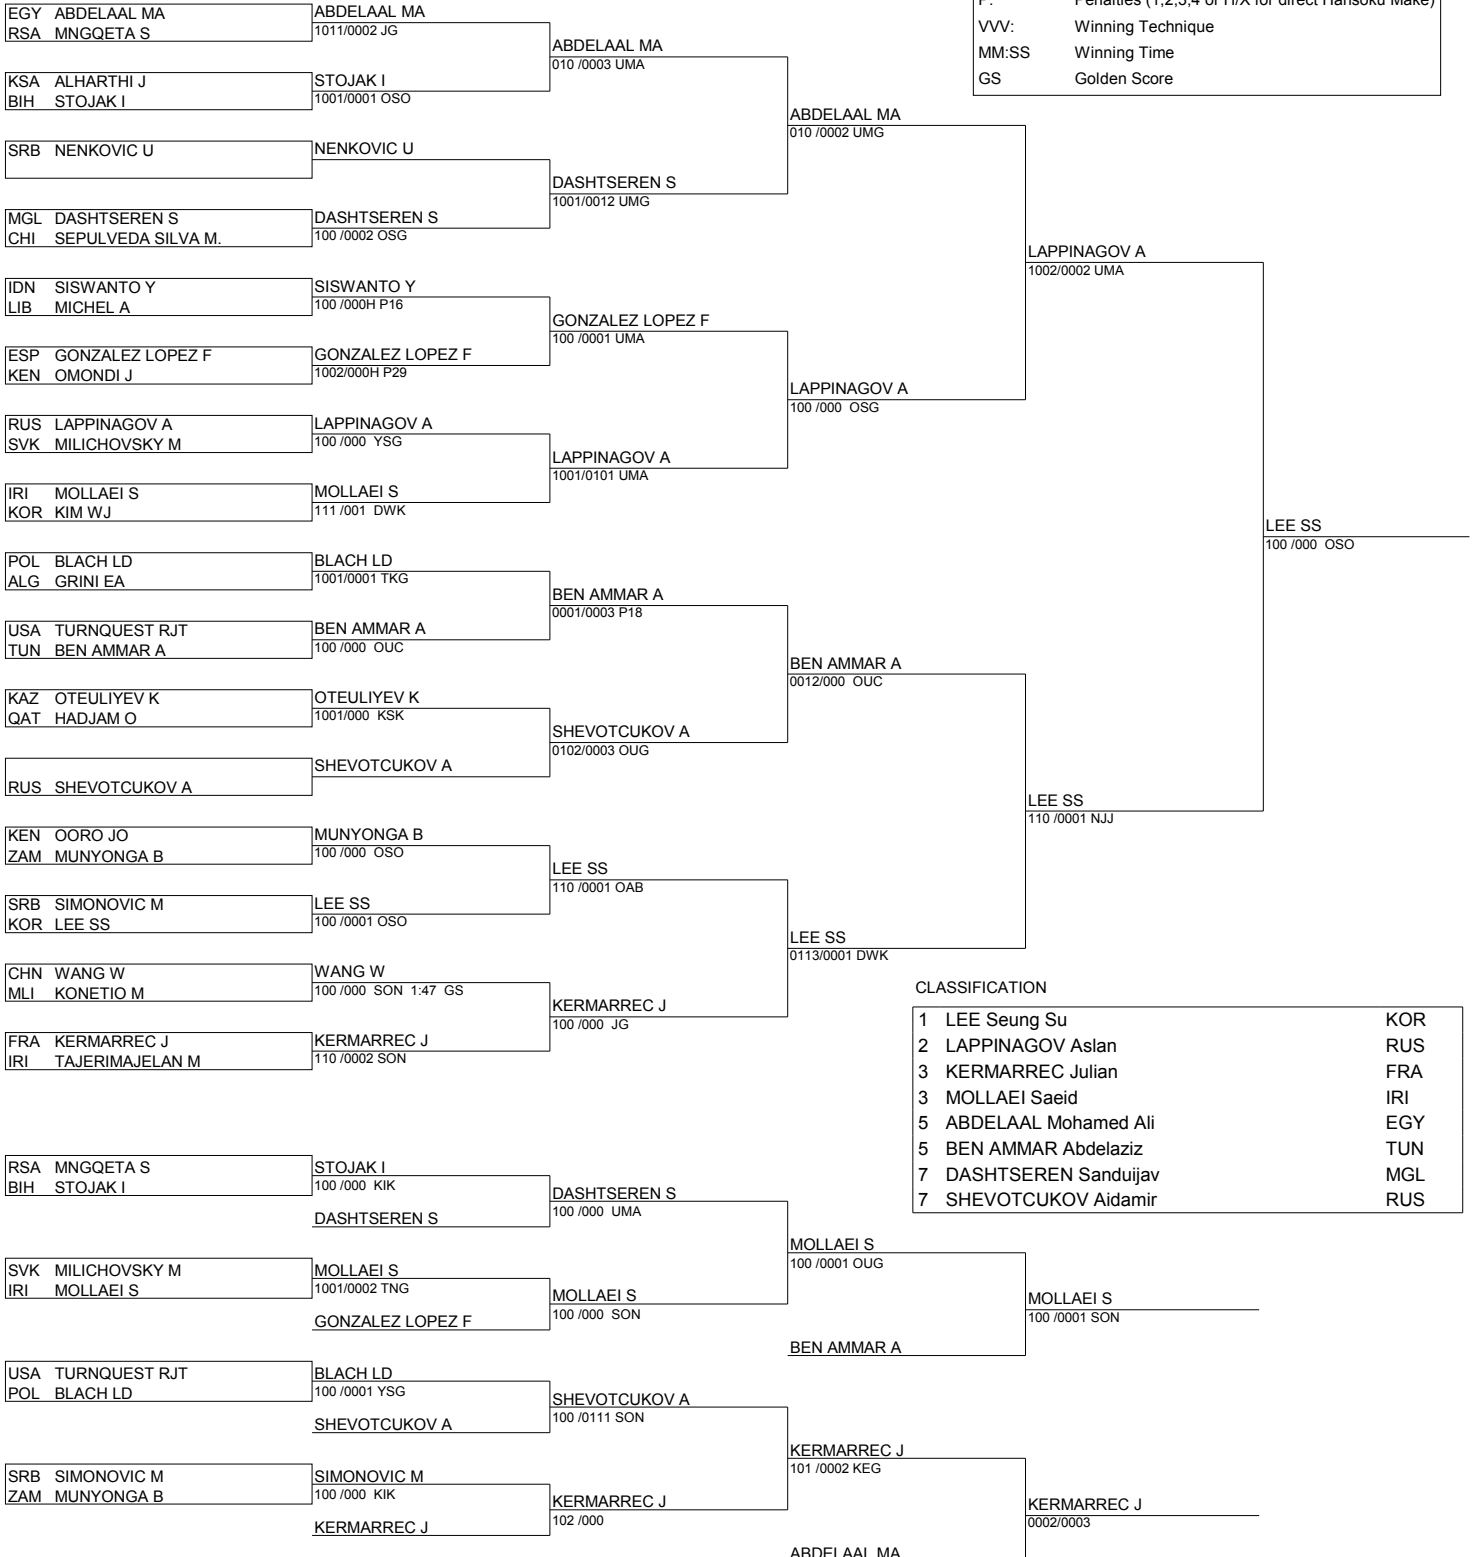 P: Penalties (1,2,3,4 or H/X for direct Hansoku Make)
VVV: Winning Technique
MM:SS Winning Time
GS Golden Score
EGY ABDELAAL MA
RSA MNGQETA S
KSA ALHARTHI J
BIH STOJAK I
SRB NENKOVIC U
MGL DASHTSEREN S
CHI SEPULVEDA SILVA M.
IDN SISWANTO Y
LIB MICHEL A
ESP GONZALEZ LOPEZ F
KEN OMONDI J
RUS LAPPINAGOV A
SVK MILICHOVSKY M
IRI MOLLAEI S
KOR KIM WJ
POL BLACH LD
ALG GRINI EA
USA TURNQUEST RJT
TUN BEN AMMAR A
KAZ OTEULIYEV K
QAT HADJAM O
RUS SHEVOTCUKOV A
KEN OORO JO
ZAM MUNYONGA B
SRB SIMONOVIC M
KOR LEE SS
CHN WANG W
MLI KONETIO M
FRA KERMARREC J
IRI TAJERIMAJELAN M
ABDELAAL MA
1011/0002 JG
STOJAK I
1001/0001 OSO
NENKOVIC U
DASHTSEREN S
100 /0002 OSG
SISWANTO Y
100 /000H P16
GONZALEZ LOPEZ F
1002/000H P29
LAPPINAGOV A
100 /000 YSG
MOLLAEI S
111 /001 DWK
BLACH LD
1001/0001 TKG
BEN AMMAR A
100 /000 OUC
OTEULIYEV K
1001/000 KSK
SHEVOTCUKOV A
MUNYONGA B
100 /000 OSO
LEE SS
100 /0001 OSO
WANG W
100 /000 SON 1:47 GS
KERMARREC J
110 /0002 SON
ABDELAAL MA
010 /0003 UMA
DASHTSEREN S
1001/0012 UMG
GONZALEZ LOPEZ F
100 /0001 UMA
LAPPINAGOV A
1001/0101 UMA
BEN AMMAR A
0001/0003 P18
SHEVOTCUKOV A
0102/0003 OUG
LEE SS
110 /0001 OAB
KERMARREC J
100 /000 JG
ABDELAAL MA
010 /0002 UMG
LAPPINAGOV A
100 /000 OSG
BEN AMMAR A
0012/000 OUC
LEE SS
0113/0001 DWK
LAPPINAGOV A
1002/0002 UMA
LEE SS
110 /0001 NJJ
LEE SS
100 /000 OSO
CLASSIFICATION
1 LEE Seung Su KOR
2 LAPPINAGOV Aslan RUS
3 KERMARREC Julian FRA
3 MOLLAEI Saeid IRI
5 ABDELAAL Mohamed Ali EGY
5 BEN AMMAR Abdelaziz TUN
7 DASHTSEREN Sanduijav MGL
7 SHEVOTCUKOV Aidamir RUS
RSA MNGQETA S
BIH STOJAK I
SVK MILICHOVSKY M
IRI MOLLAEI S
USA TURNQUEST RJT
POL BLACH LD
SRB SIMONOVIC M
ZAM MUNYONGA B
STOJAK I
100 /000 KIK
DASHTSEREN S
MOLLAEI S
1001/0002 TNG
GONZALEZ LOPEZ F
BLACH LD
100 /0001 YSG
SHEVOTCUKOV A
SIMONOVIC M
100 /000 KIK
KERMARREC J
DASHTSEREN S
100 /000 UMA
MOLLAEI S
100 /000 SON
SHEVOTCUKOV A
100 /0111 SON
KERMARREC J
102 /000
MOLLAEI S
100 /0001 OUG
BEN AMMAR A
KERMARREC J
101 /0002 KEG
ABDELAAL MA
MOLLAEI S
100 /0001 SON
KERMARREC J
0002/0003